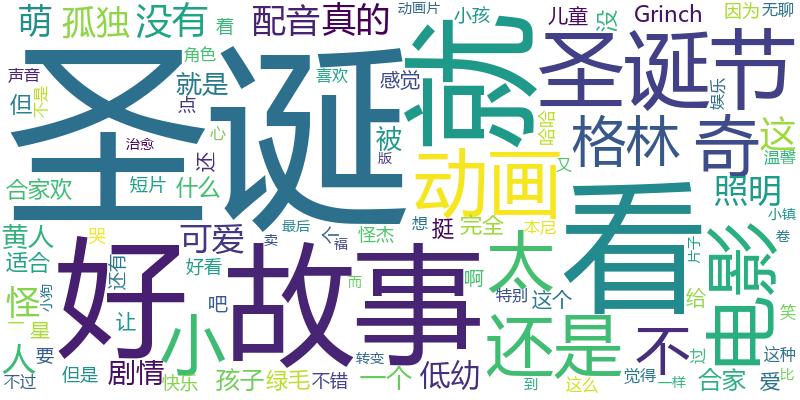 萌 孤独 没有 着 配音 真的 动画片 小孩 儿童 没 Grinch 因为 无聊
声音 但 不是 角色 就是 点 喜欢 感觉 就 圣诞节 娱乐
圣诞 心 治愈 还 被 版 哈哈 格林 奇 这 温馨
合家欢 短片 什么 动画 又 照明 小镇
黄人 哭 可爱 卖 最后 想 挺 完全 本尼 看 卷
适合 还有 好看 福 怪杰 太 电影 片子
怪 小狗 好 故事 吧 而 啊 特别 这个 给 笑
一星 让 小 还是 不 过
人 要 剧情 转变 这种
不过 但是 快乐 孩子 绿毛 不错 一个 低幼 到 这么 觉得 一样 合家 爱 比